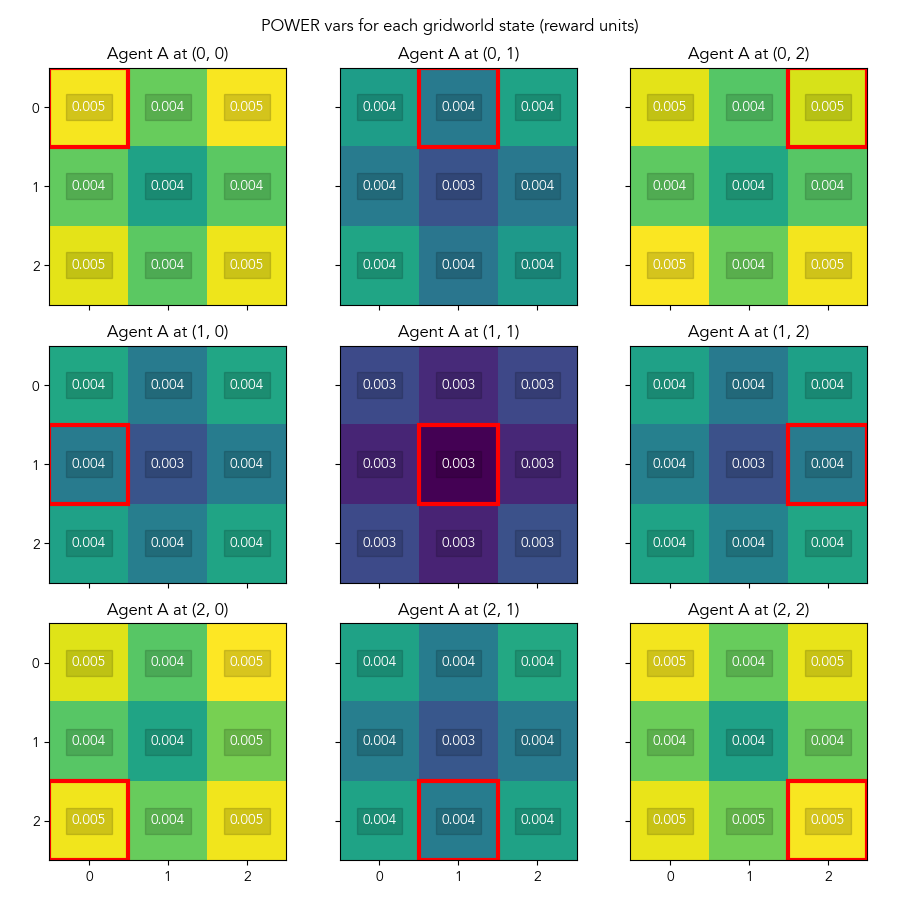 POWER vars for each gridworld state (reward units)
Agent A at (0, 0) Agent A at (0, 1) Agent A at (0, 2)
0 0.005 0.004 0.005 0.004 0.004 0.004 0.005 0.004 0.005
1 0.004 0.004 0.004 0.004 0.003 0.004 0.004 0.004 0.004
2 0.005 0.004 0.005 0.004 0.004 0.004 0.005 0.004 0.005
Agent A at (1, 0) Agent A at (1, 1) Agent A at (1, 2)
0 0.004 0.004 0.004 0.003 0.003 0.003 0.004 0.004 0.004
1 0.004 0.003 0.004 0.003 0.003 0.003 0.004 0.003 0.004
2 0.004 0.004 0.004 0.003 0.003 0.003 0.004 0.004 0.004
Agent A at (2, 0) Agent A at (2, 1) Agent A at (2, 2)
0 0.005 0.004 0.005 0.004 0.004 0.004 0.005 0.004 0.005
1 0.004 0.004 0.005 0.004 0.003 0.004 0.004 0.004 0.004
2 0.005 0.004 0.005 0.004 0.004 0.004 0.005 0.005 0.005
0 1 2 0 1 2 0 1 2